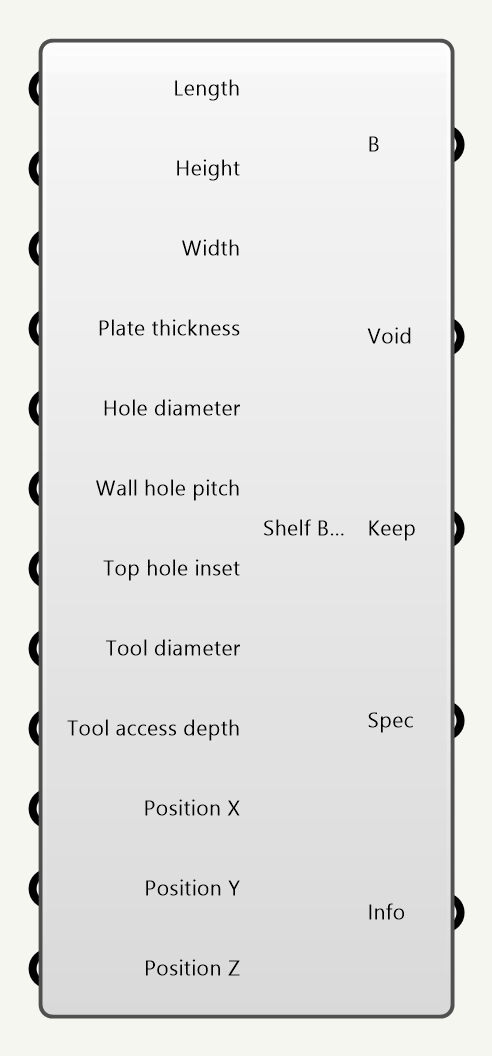 Length
Height
Width
Plate thickness
Hole diameter
Wall hole pitch
Top hole inset
Tool diameter
Tool access depth
Position X
Position Y
Position Z
Shelf B...
B
Void
Keep
Spec
Info